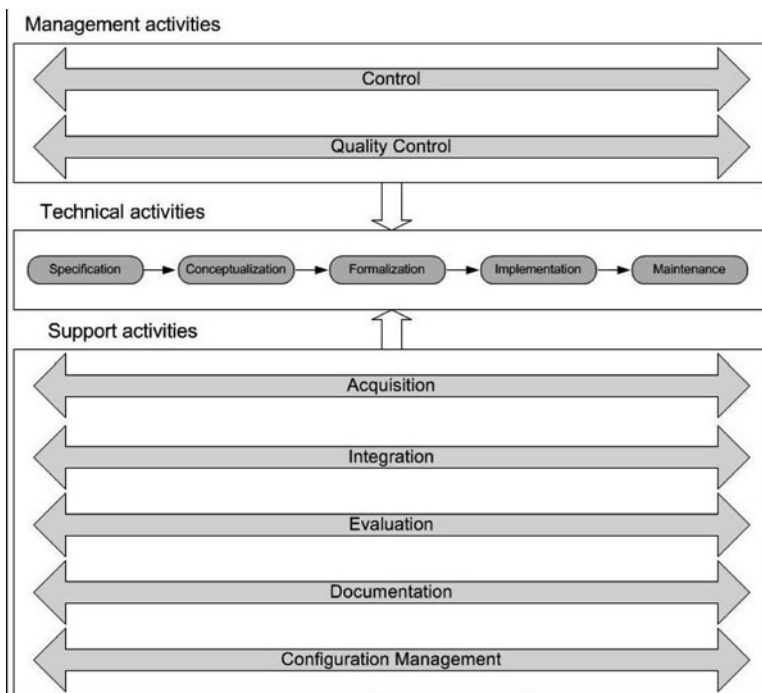 Management activities
Control
Quality Control
Technical activities
Specification
Conceptualization
Formalization
Implementation
Maintenance
Support activities
Acquisition
Integration
Evaluation
Documentation
Configuration Management